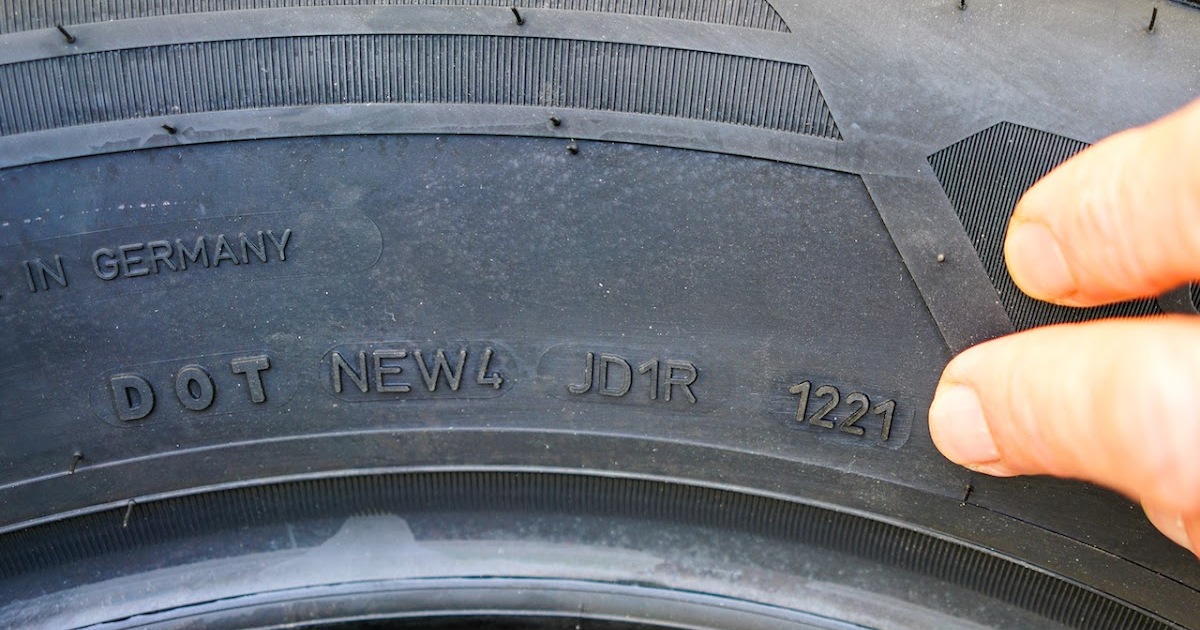 IN GERMANY
DOT NEW4 JD1R 1221